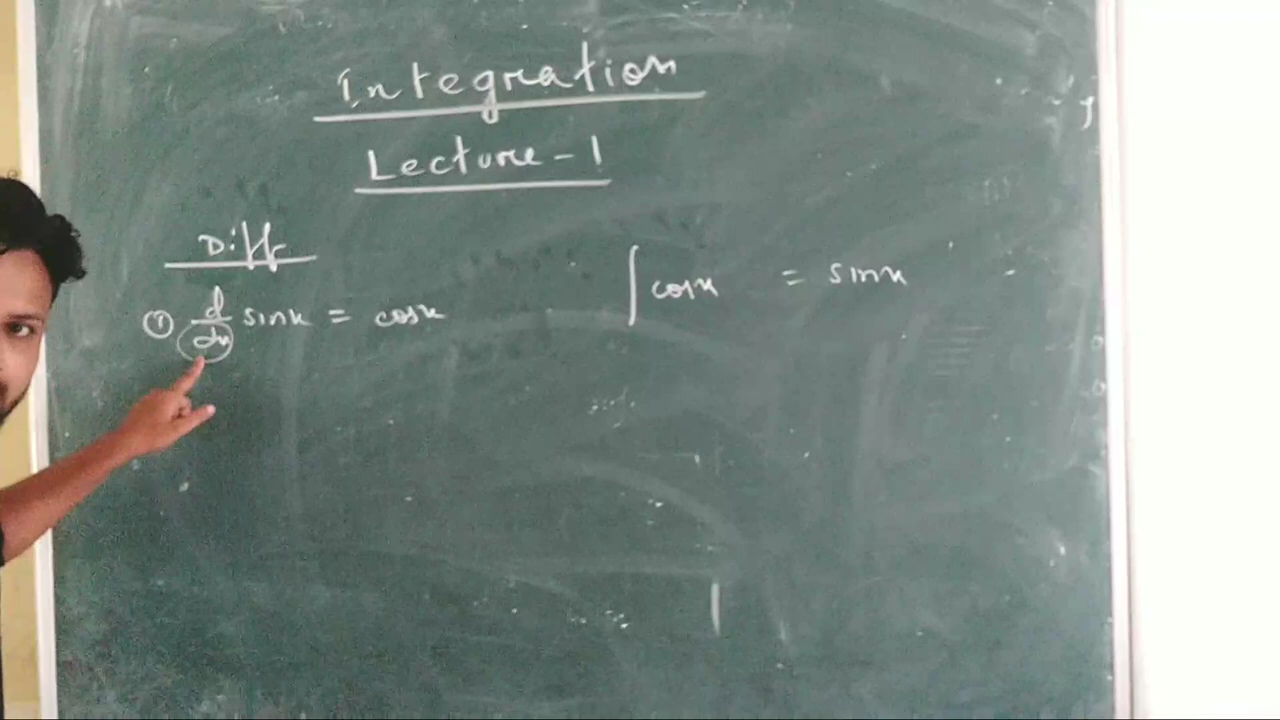 Integration
Lecture-1
Diff
① d/dx sinx = cosx
∫ cosx = sinx